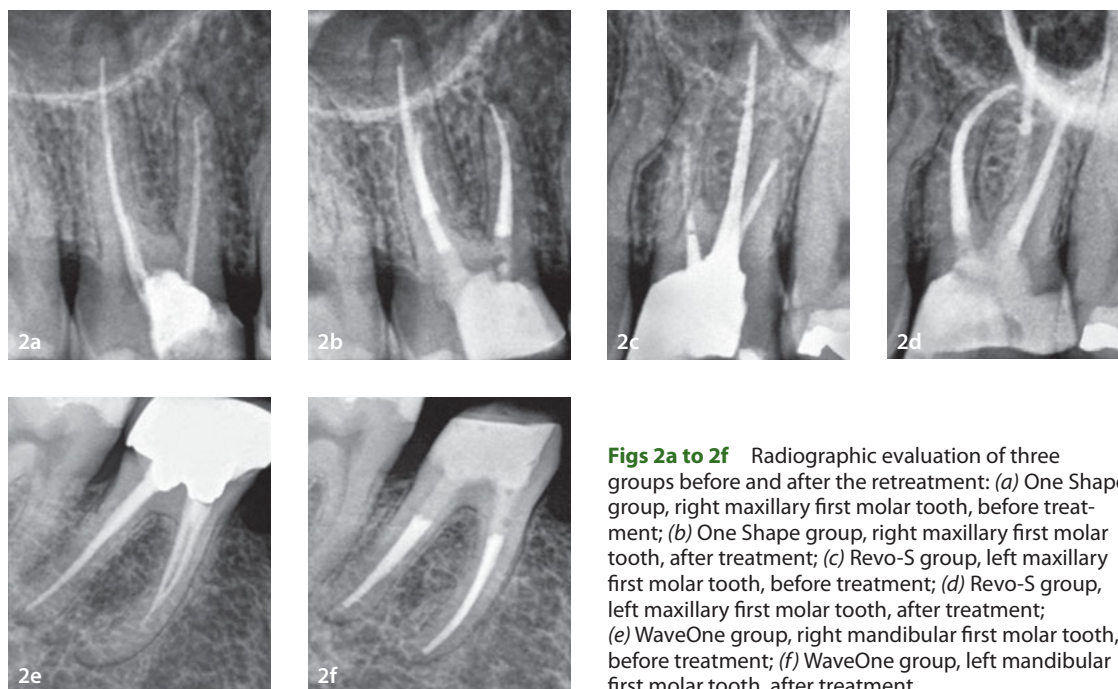 2a
2b
2c
2d
2e
2f
Figs 2a to 2f Radiographic evaluation of three
groups before and after the retreatment: (a) One Shape
group, right maxillary first molar tooth, before treat-
ment; (b) One Shape group, right maxillary first molar
tooth, after treatment; (c) Revo-S group, left maxillary
first molar tooth, before treatment; (d) Revo-S group,
left maxillary first molar tooth, after treatment;
(e) WaveOne group, right mandibular first molar tooth,
before treatment; (f) WaveOne group, left mandibular
first molar tooth, after treatment